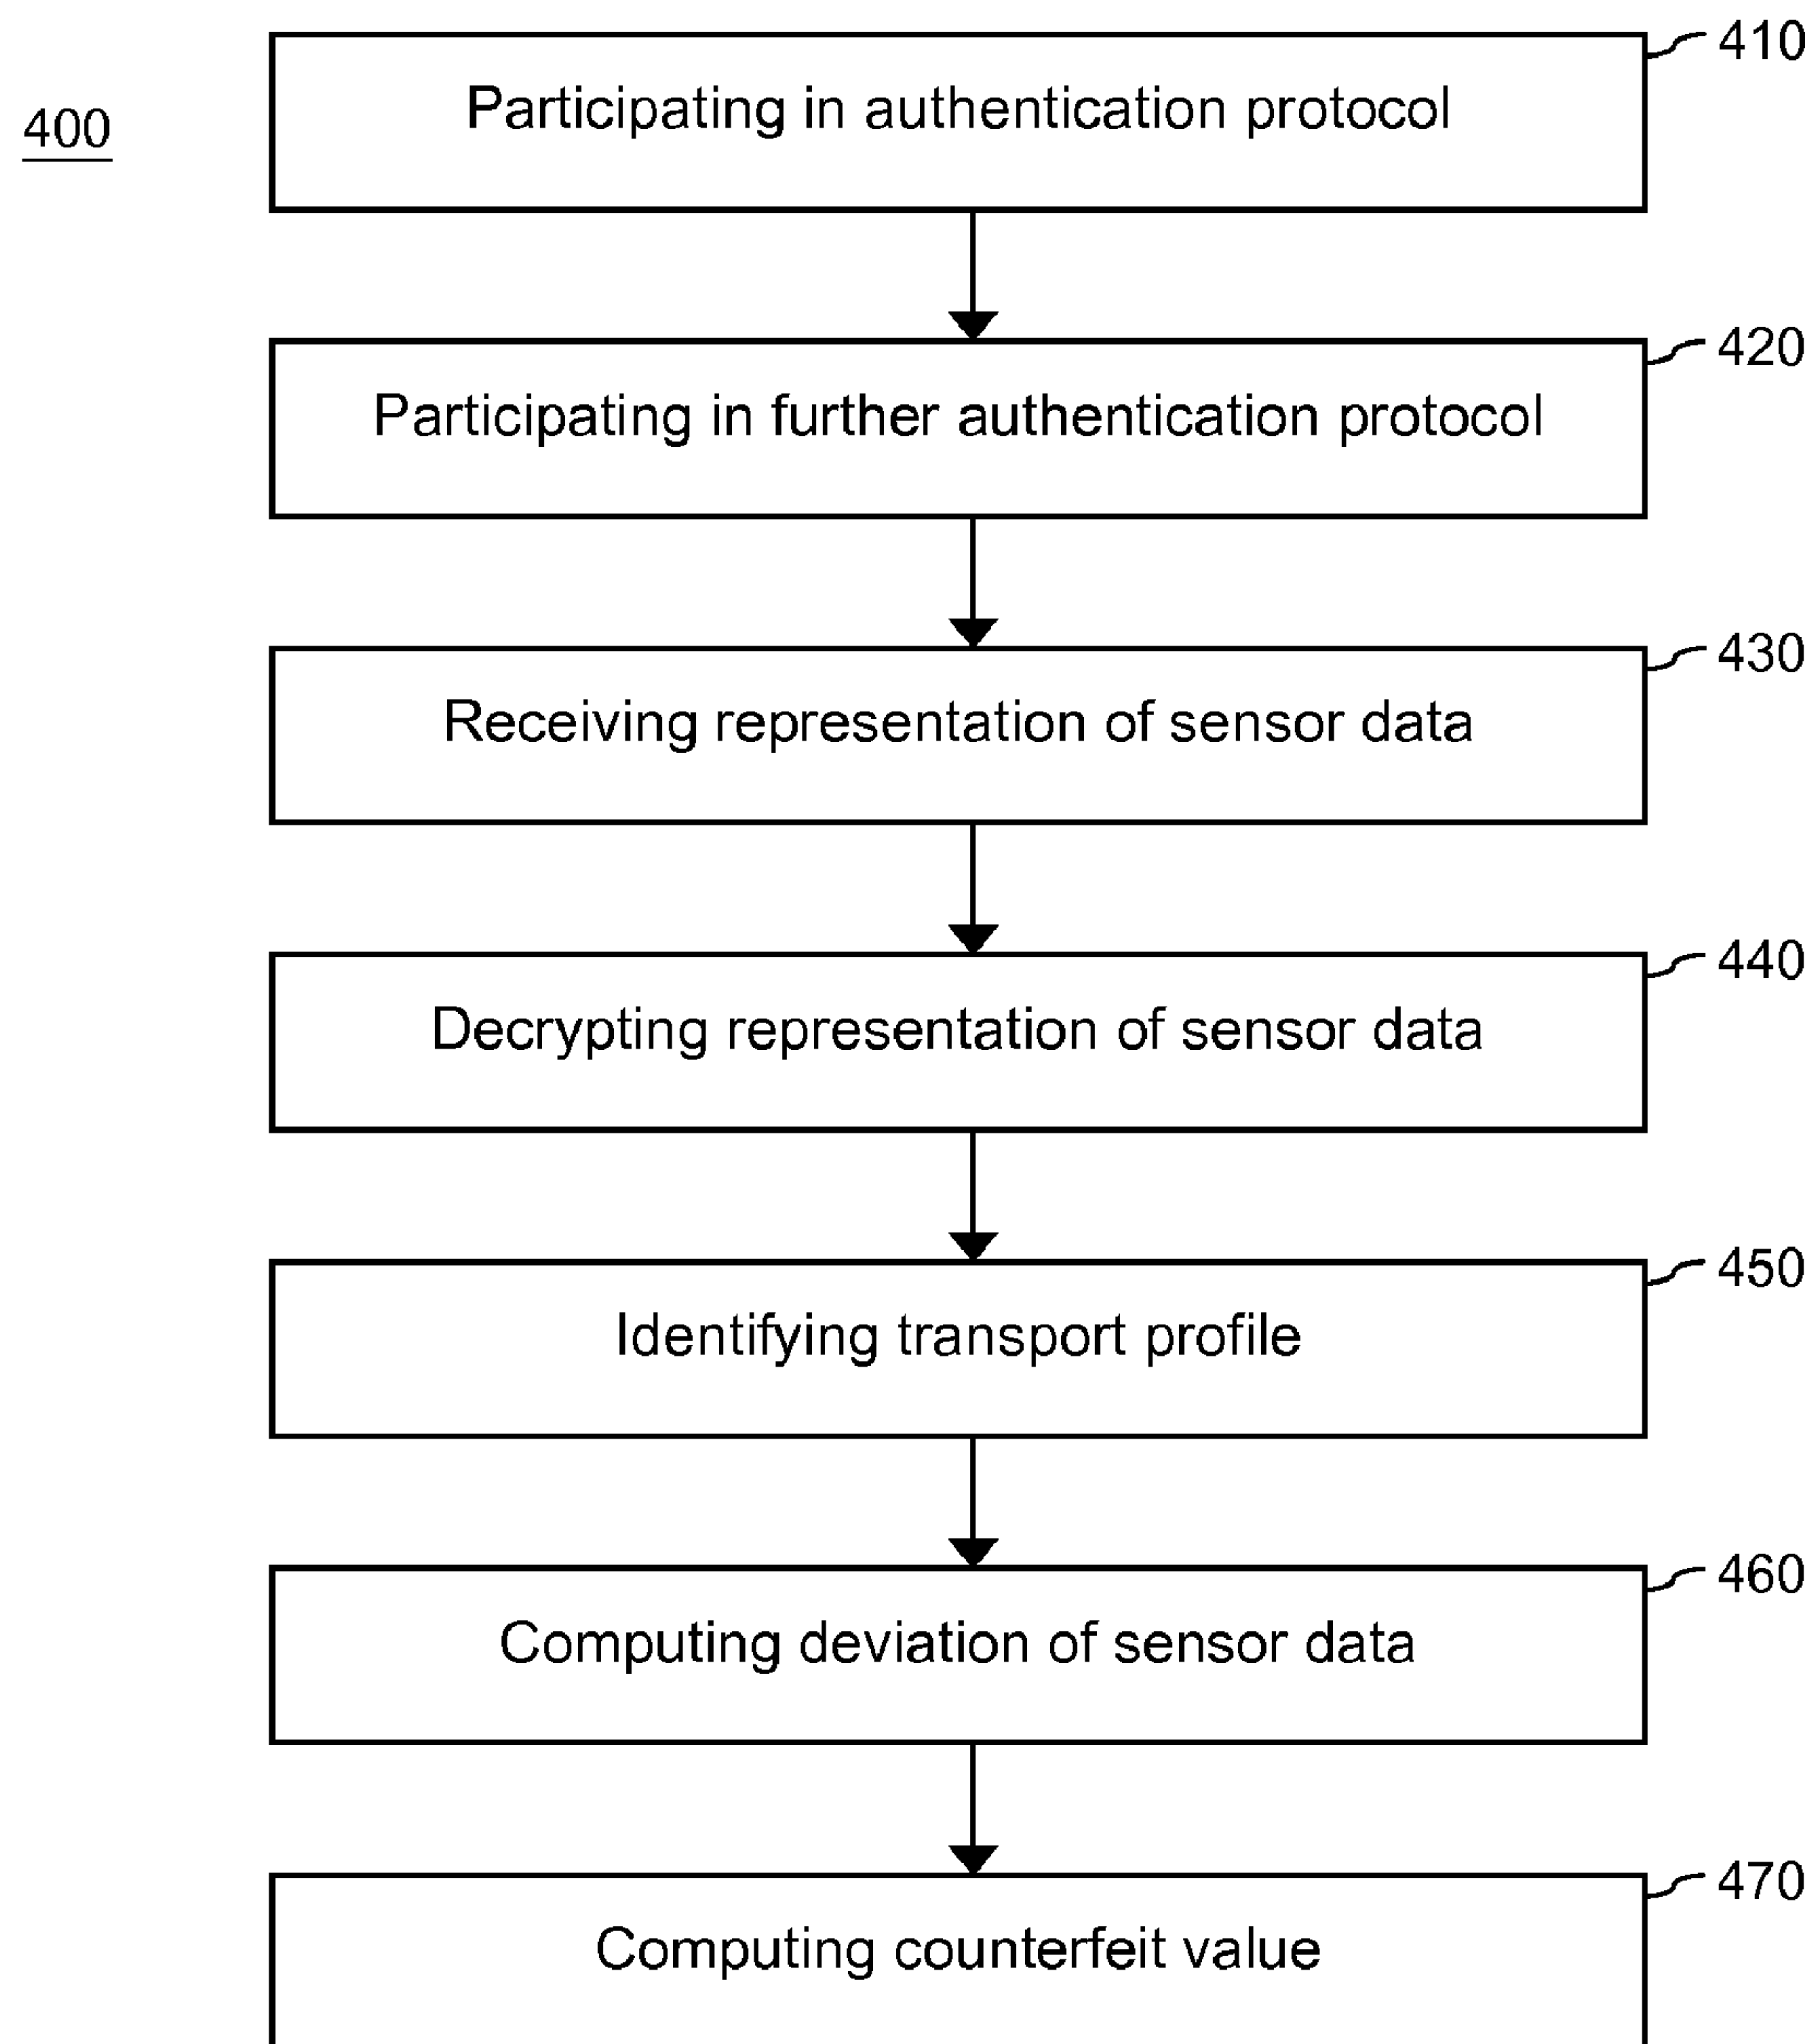 410
400
Participating in authentication protocol
420
Participating in further authentication protocol
430
Receiving representation of sensor data
440
Decrypting representation of sensor data
450
Identifying transport profile
460
Computing deviation of sensor data
470
Computing counterfeit value